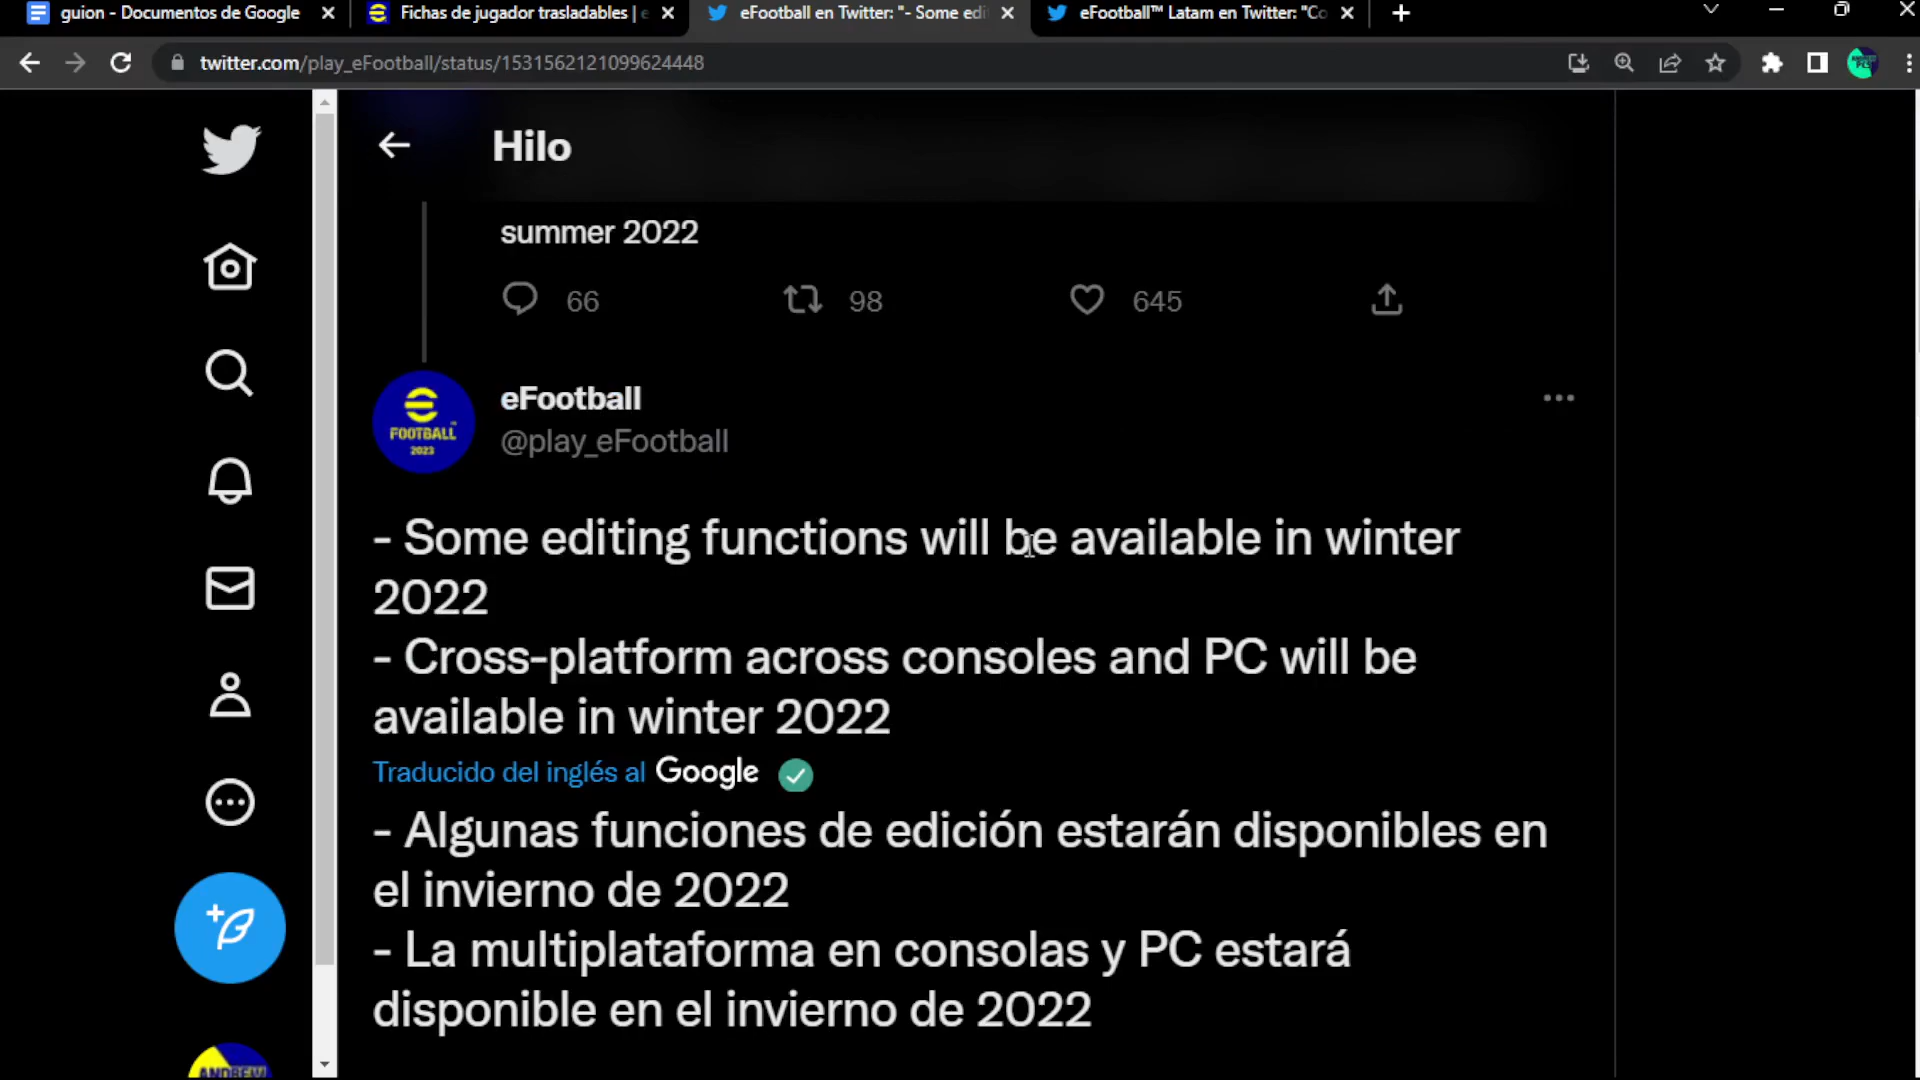 guion - Documentos de Google
Fichas de jugador trasladables | e
eFootball en Twitter: "- Some edi
eFootball™ Latam en Twitter: "Co
twitter.com/play_eFootball/status/1531562121099624448
Hilo
summer 2022
66
98
645
FOOTBALL
2023
eFootball
@play_eFootball
- Some editing functions will be available in winter
2022
- Cross-platform across consoles and PC will be
available in winter 2022
Traducido del inglés al Google
- Algunas funciones de edición estarán disponibles en
el invierno de 2022
- La multiplataforma en consolas y PC estará
disponible en el invierno de 2022
ANDREW